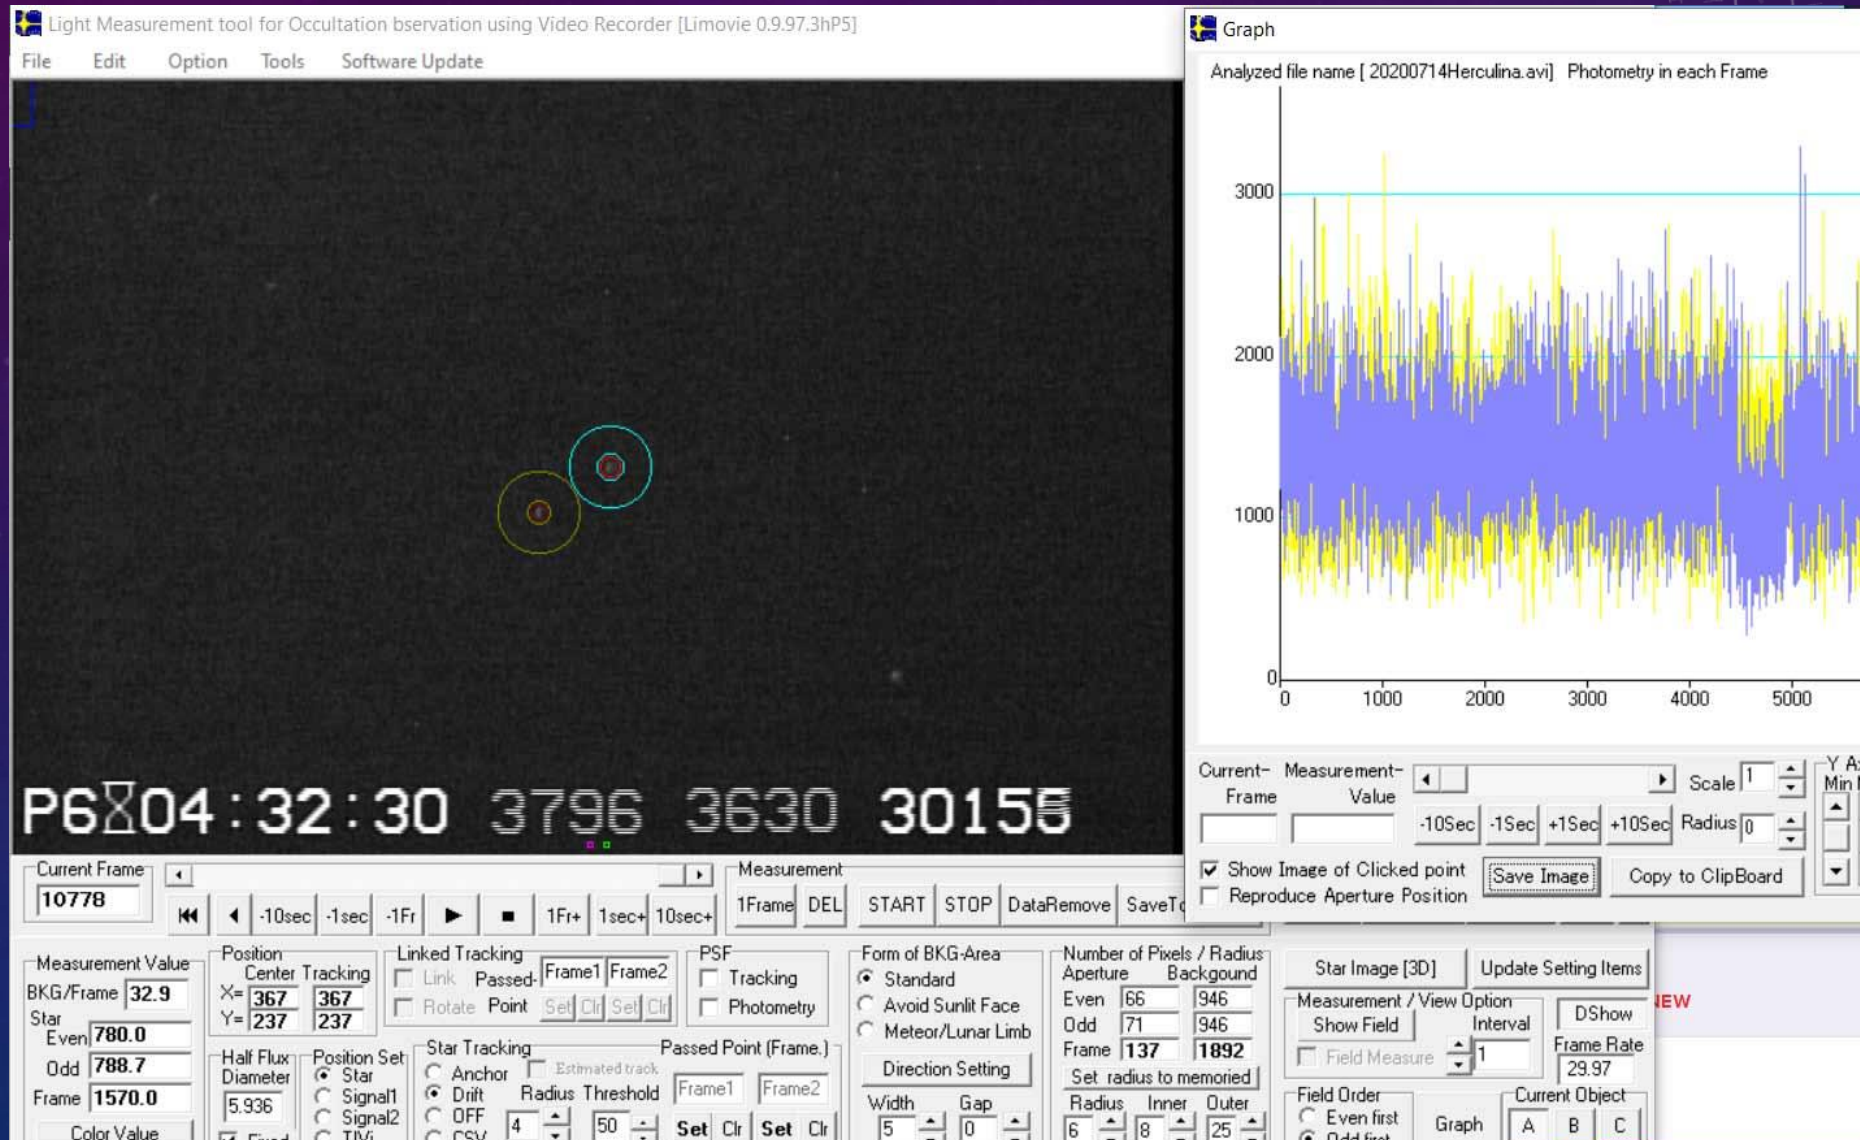 Light Measurement tool for Occultation bservation using Video Recorder [Limovie 0.9.97.3hP5]
File Edit Option Tools Software Update
P6 04:32:30 3796 3630
Current Frame
10778
-10sec -1sec -1Fr 1Fr+ 1sec+ 10sec+
Measurement
1Frame DEL START STOP DataRemove SaveTo
Measurement Value
BKG/Frame 32.9
Star
Even 780.0
Odd 788.7
Frame 1570.0
Color Value
Position
Center Tracking
X= 367 367
Y= 237 237
Half Flux
Diameter
5.936
Fixed
Position Set
Star
Signal1
Signal2
TIVi
Linked Tracking
Link Passed- Frame1 Frame2
Rotate Point Set Clr Set Clr
Star Tracking
Anchor
Drift
OFF
CSV
Estimated track
Radius Threshold
4 50
Passed Point (Frame.)
Frame1 Frame2
Set Clr Set Clr
PSF
Tracking
Photometry
Form of BKG-Area
Standard
Avoid Sunlit Face
Meteor/Lunar Limb
Direction Setting
Width Gap
5 0
Number of Pixels / Radius
Aperture Backgound
Even 66 946
Odd 71 946
Frame 137 1892
Set radius to memoried
Radius Inner Outer
6 8 25
Star Image [3D] Update Setting Items
Measurement / View Option
Show Field Interval
Field Measure 1
DShow
Frame Rate
29.97
Field Order
Even first
Odd first
Graph
Current Object
A B C
Graph
Analyzed file name [ 20200714Herculina.avi] Photometry in each Frame
3000
2000
1000
0
0 1000 2000 3000 4000 5000
Current- Measurement-
Frame Value
Scale 1
-10Sec -1Sec +1Sec +10Sec Radius 0
Show Image of Clicked point
Reproduce Aperture Position
Save Image Copy to ClipBoard
Y
Min
NEW